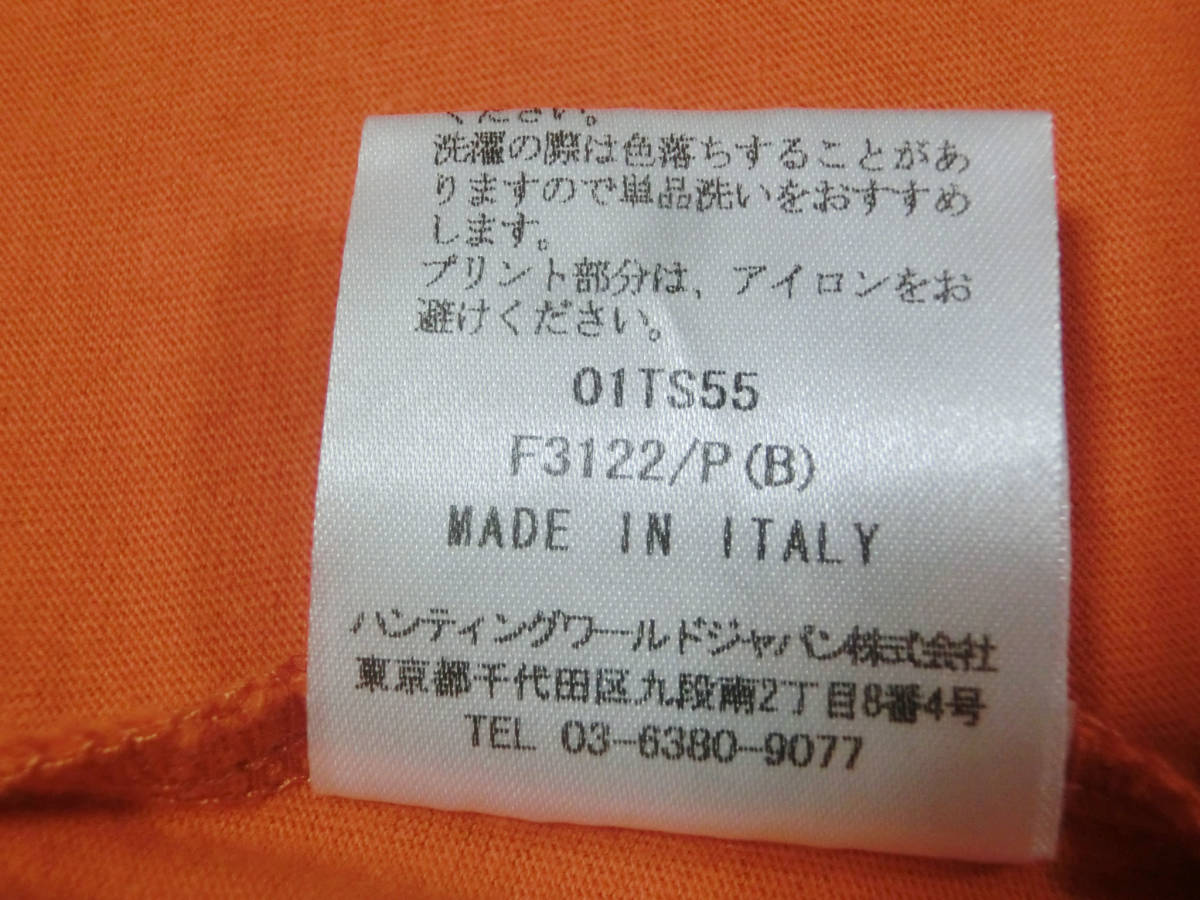 ください。
洗濯の際は色落ちすることがあ
りますので単品洗いをおすすめ
します。
プリント部分は、アイロンをお
避けください。
01TS55
F3122/P(B)
MADE IN ITALY
ハンティングワールドジャパン株式会社
東京都千代田区九段南2丁目8番4号
TEL 03-6380-9077